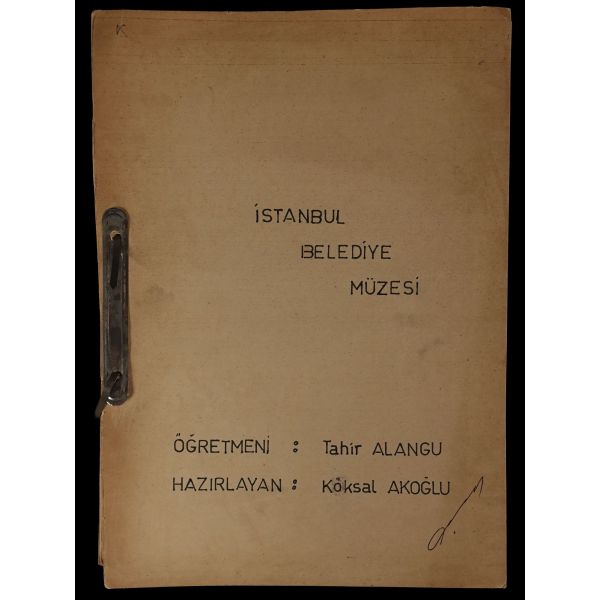 K
İSTANBUL
BELEDİYE
MÜZESİ
ÖĞRETMENİ : Tahir ALANGU
HAZIRLAYAN : Köksal AKOĞLU